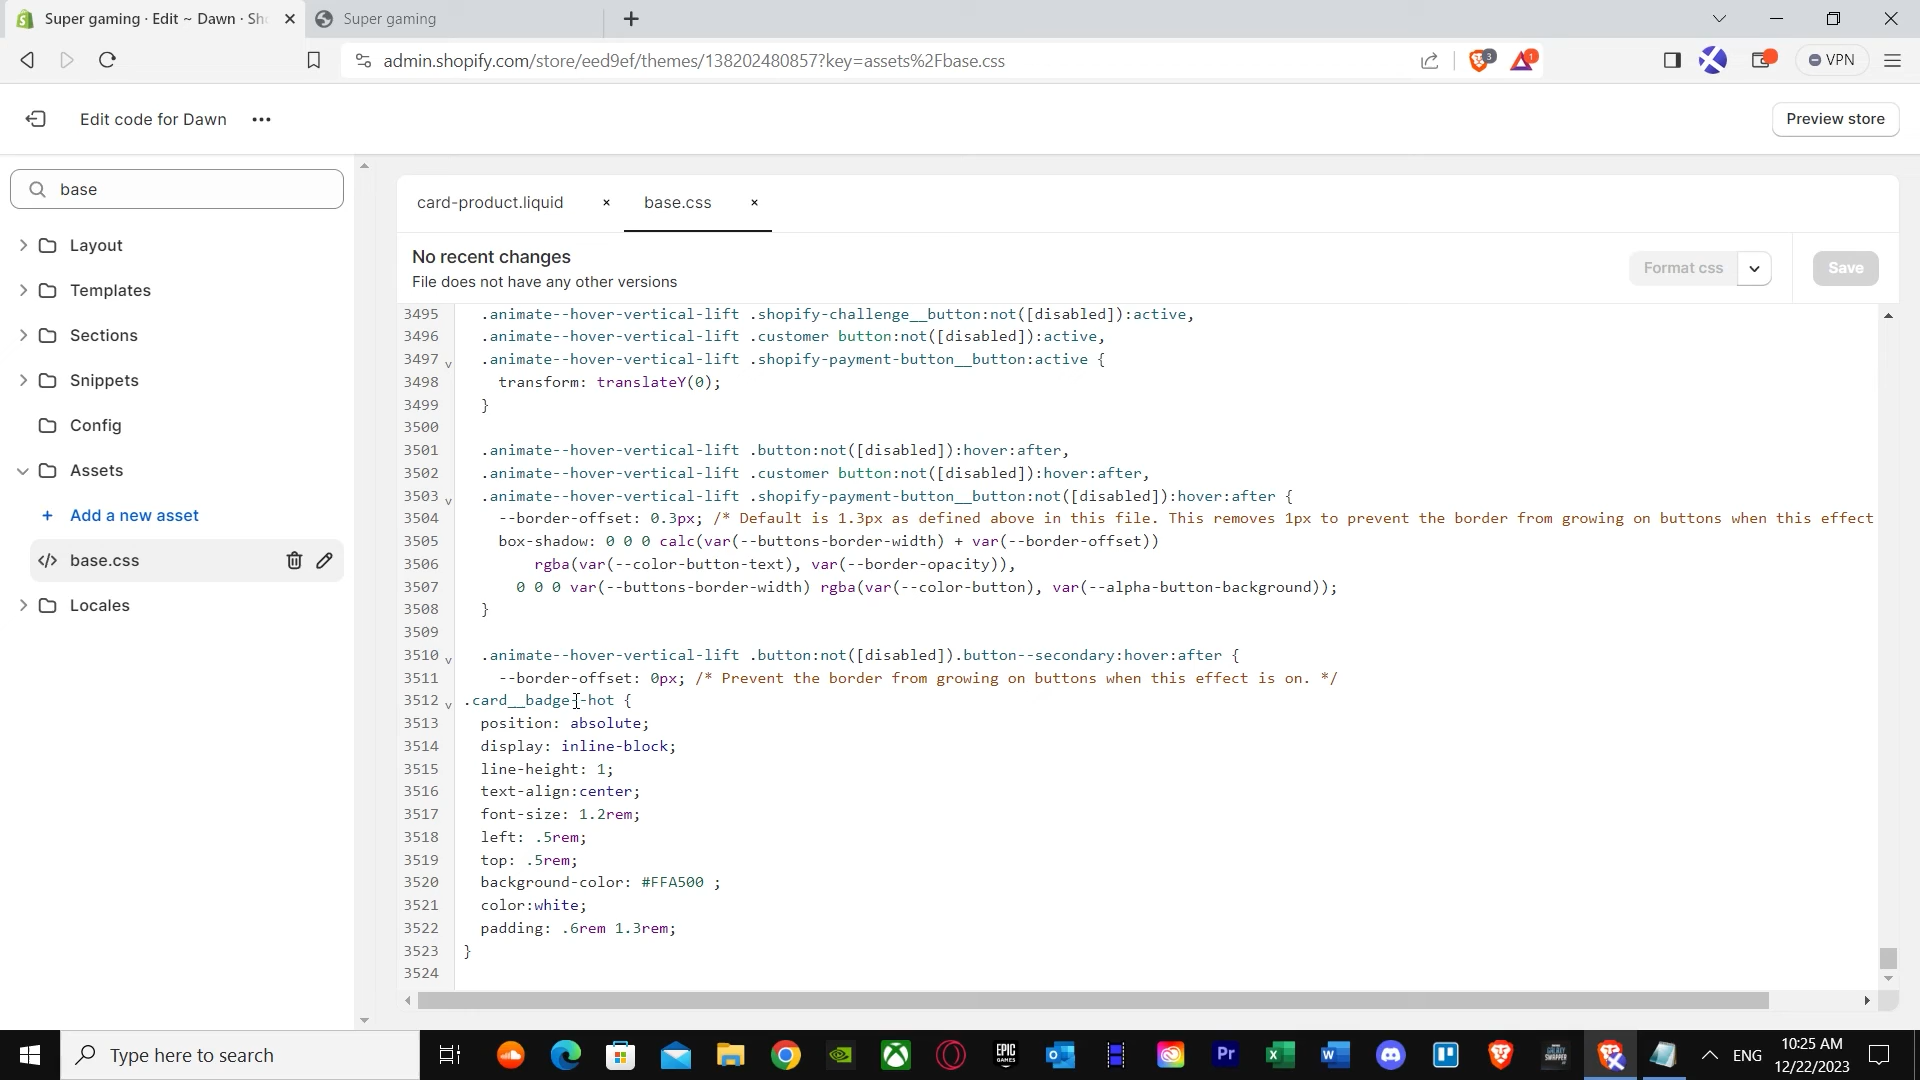 Super gaming · Edit ~ Dawn · Sh
Super gaming
admin.shopify.com/store/eed9ef/themes/138202480857?key=assets%2Fbase.css
3
1
VPN
Edit code for Dawn
Preview store
base
Layout
Templates
Sections
Snippets
Config
Assets
+ Add a new asset
base.css
Locales
card-product.liquid
base.css
No recent changes
File does not have any other versions
Format css
Save
3495 .animate--hover-vertical-lift .shopify-challenge__button:not([disabled]):active,
3496 .animate--hover-vertical-lift .customer button:not([disabled]):active,
3497 .animate--hover-vertical-lift .shopify-payment-button__button:active {
3498 transform: translateY(0);
3499 }
3500
3501 .animate--hover-vertical-lift .button:not([disabled]):hover:after,
3502 .animate--hover-vertical-lift .customer button:not([disabled]):hover:after,
3503 .animate--hover-vertical-lift .shopify-payment-button__button:not([disabled]):hover:after {
3504 --border-offset: 0.3px; /* Default is 1.3px as defined above in this file. This removes 1px to prevent the border from growing on buttons when this effect
3505 box-shadow: 0 0 0 calc(var(--buttons-border-width) + var(--border-offset))
3506 rgba(var(--color-button-text), var(--border-opacity)),
3507 0 0 0 var(--buttons-border-width) rgba(var(--color-button), var(--alpha-button-background));
3508 }
3509
3510 .animate--hover-vertical-lift .button:not([disabled]).button--secondary:hover:after {
3511 --border-offset: 0px; /* Prevent the border from growing on buttons when this effect is on. */
3512 .card__badge--hot {
3513 position: absolute;
3514 display: inline-block;
3515 line-height: 1;
3516 text-align:center;
3517 font-size: 1.2rem;
3518 left: .5rem;
3519 top: .5rem;
3520 background-color: #FFA500 ;
3521 color:white;
3522 padding: .6rem 1.3rem;
3523 }
3524
Type here to search
EPIC GAMES
Pr
ENG
10:25 AM
12/22/2023